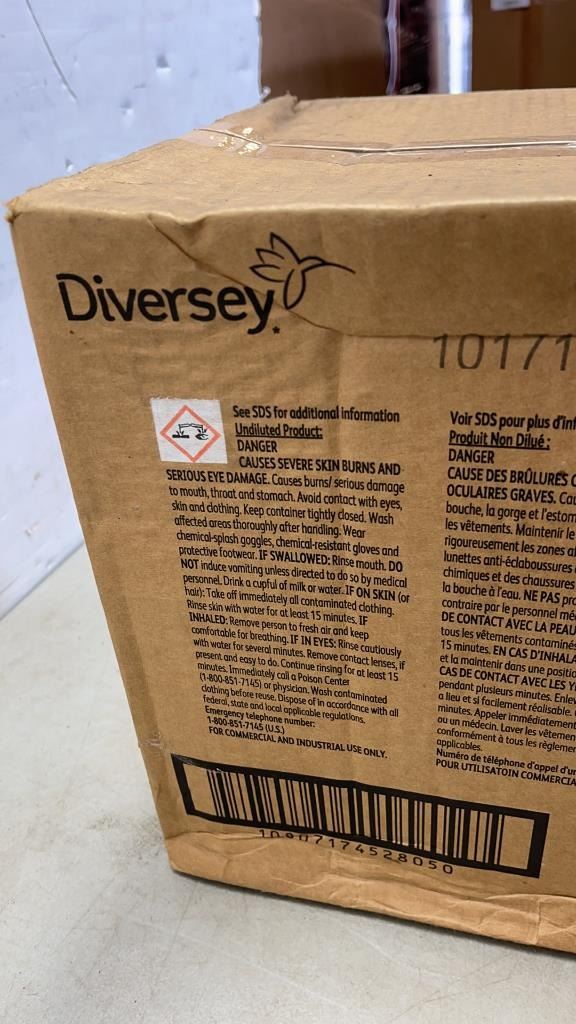 Diversey
10171
See SDS for additional information
Undiluted Product:
DANGER
CAUSES SEVERE SKIN BURNS AND
SERIOUS EYE DAMAGE. Causes burns/ serious damage
to mouth, throat and stomach. Avoid contact with eyes,
skin and clothing. Keep container tightly closed. Wash
affected areas thoroughly after handling. Wear
chemical-splash goggles, chemical-resistant gloves and
protective footwear. IF SWALLOWED: Rinse mouth. DO
NOT induce vomiting unless directed to do so by medical
personnel. Drink a cupful of milk or water. IF ON SKIN (or
hair): Take off immediately all contaminated clothing.
Rinse skin with water for at least 15 minutes. IF
INHALED: Remove person to fresh air and keep
comfortable for breathing. IF IN EYES: Rinse cautiously
with water for several minutes. Remove contact lenses, if
present and easy to do. Continue rinsing for at least 15
minutes. Immediately call a Poison Center
(1-800-851-7145) or physician. Wash contaminated
clothing before reuse. Dispose of in accordance with all
federal, state and local applicable regulations.
Emergency telephone number:
1-800-851-7145 (U.S.)
FOR COMMERCIAL AND INDUSTRIAL USE ONLY.
Voir SDS pour plus d'inf
Produit Non Dilué :
DANGER
CAUSE DES BRÛLURES
OCULAIRES GRAVES. Cau
bouche, la gorge et l'estom
les vêtements. Maintenir le
rigoureusement les zones a
lunettes anti-éclaboussures
chimiques et des chaussures
la bouche à l'eau. NE PAS pro
contraire par le personnel mé
DE CONTACT AVEC LA PEAU
tous les vêtements contaminés
15 minutes. EN CAS D'INHALA
et la maintenir dans une positio
CAS DE CONTACT AVEC LES Y
pendant plusieurs minutes. Enlev
a lieu et si facilement réalisable.
minutes. Appeler immédiatement
ou un médecin. Laver les vêtemen
conformément à tous les règlemen
applicables.
Numéro de téléphone d'appel d'ur
POUR UTILISATOIN COMMERCIA
10907174528050